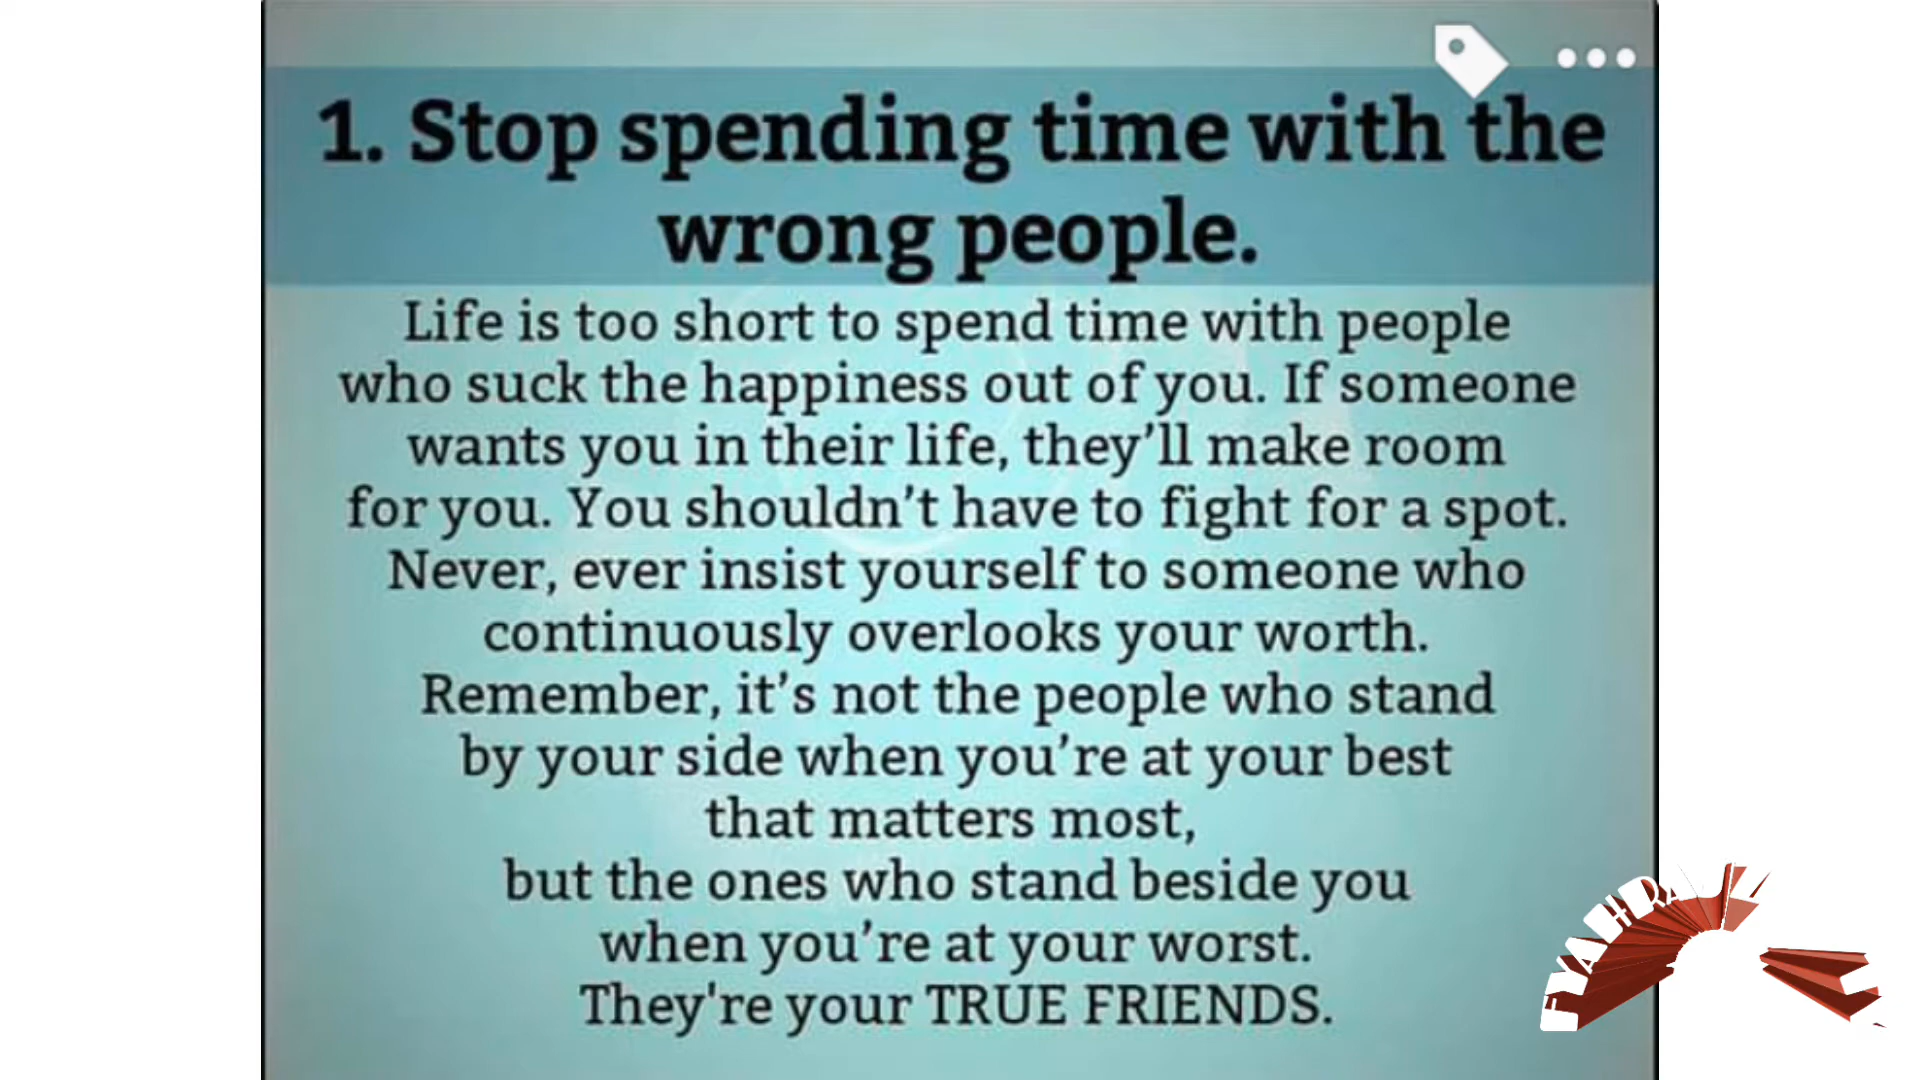 1. Stop spending time with the
wrong people.
Life is too short to spend time with people
who suck the happiness out of you. If someone
wants you in their life, they’ll make room
for you. You shouldn’t have to fight for a spot.
Never, ever insist yourself to someone who
continuously overlooks your worth.
Remember, it’s not the people who stand
by your side when you’re at your best
that matters most,
but the ones who stand beside you
when you’re at your worst.
They're your TRUE FRIENDS.